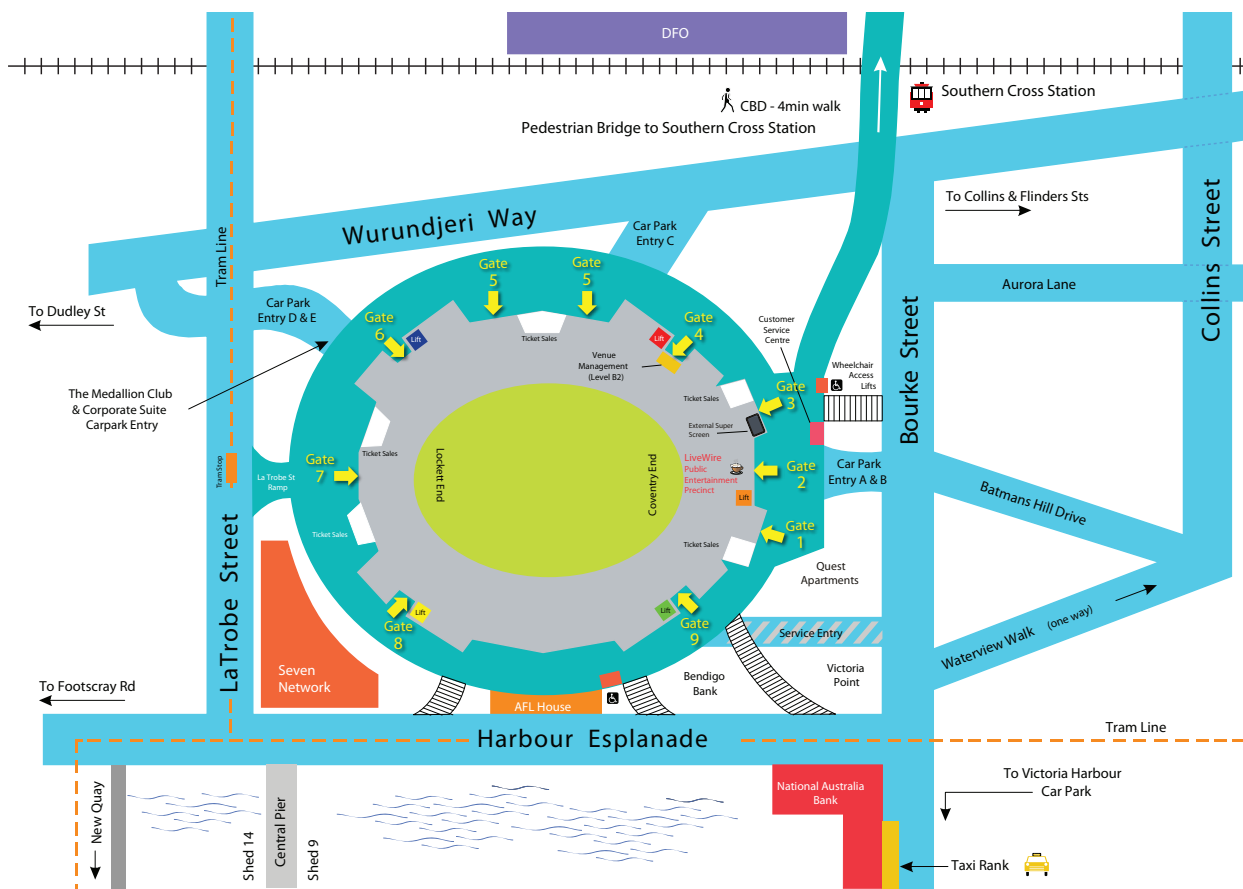 DFO
CBD - 4min walk
Pedestrian Bridge to Southern Cross Station
Southern Cross Station
To Collins & Flinders Sts
Collins Street
Wurundjeri Way
Tram Line
Car Park
Entry C
Gate
5
Gate
5
Aurora Lane
To Dudley St
Car Park
Entry D & E
Gate
6
Lift
Ticket Sales
Lift
Gate
4
Customer
Service
Centre
Bourke Street
Venue
Management
(Level B2)
Wheelchair
Access
Lifts
The Medallion Club
& Corporate Suite
Carpark Entry
Ticket Sales
Gate
3
External Super
Screen
Tram Stop
La Trobe St
Ramp
Gate
7
Ticket Sales
Lockett End
Coventry End
LiveWire
Public
Entertainment
Precinct
Lift
Gate
2
Car Park
Entry A & B
Batmans Hill Drive
LaTrobe Street
Ticket Sales
Ticket Sales
Gate
1
Quest
Apartments
Lift
Gate
8
Lift
Gate
9
Service Entry
Waterview Walk (one way)
Seven
Network
Bendigo
Bank
Victoria
Point
To Footscray Rd
AFL House
Harbour Esplanade
Tram Line
New Quay
Shed 14
Central Pier
Shed 9
National Australia
Bank
To Victoria Harbour
Car Park
Taxi Rank